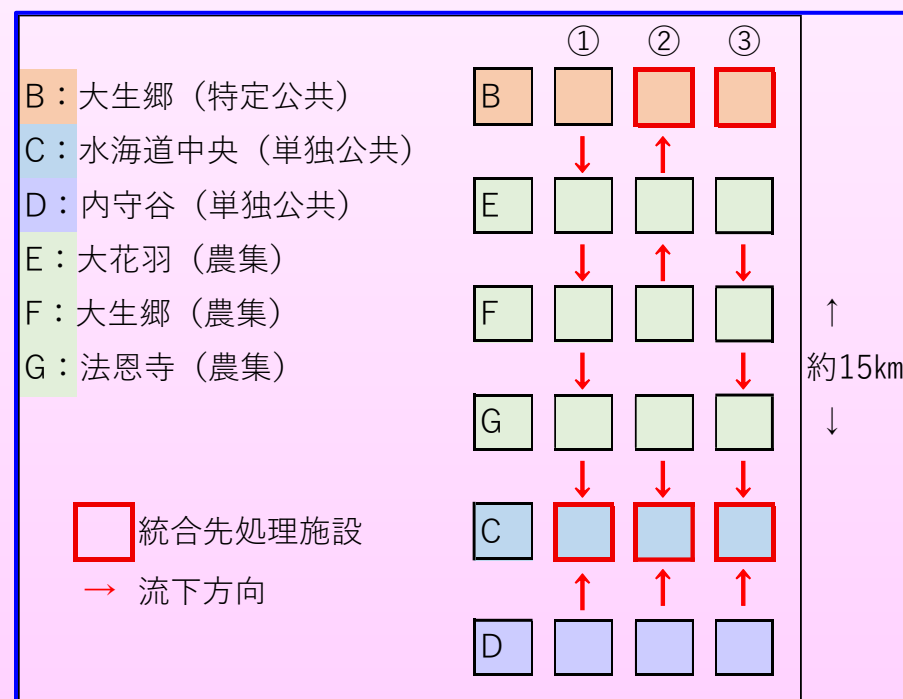 ① ② ③
B：大生郷（特定公共） B
C：水海道中央（単独公共）
D：内守谷（単独公共） E
E：大花羽（農集）
F：大生郷（農集） F ↑
G：法恩寺（農集） 約15km
G ↓
統合先処理施設 C
→ 流下方向
D